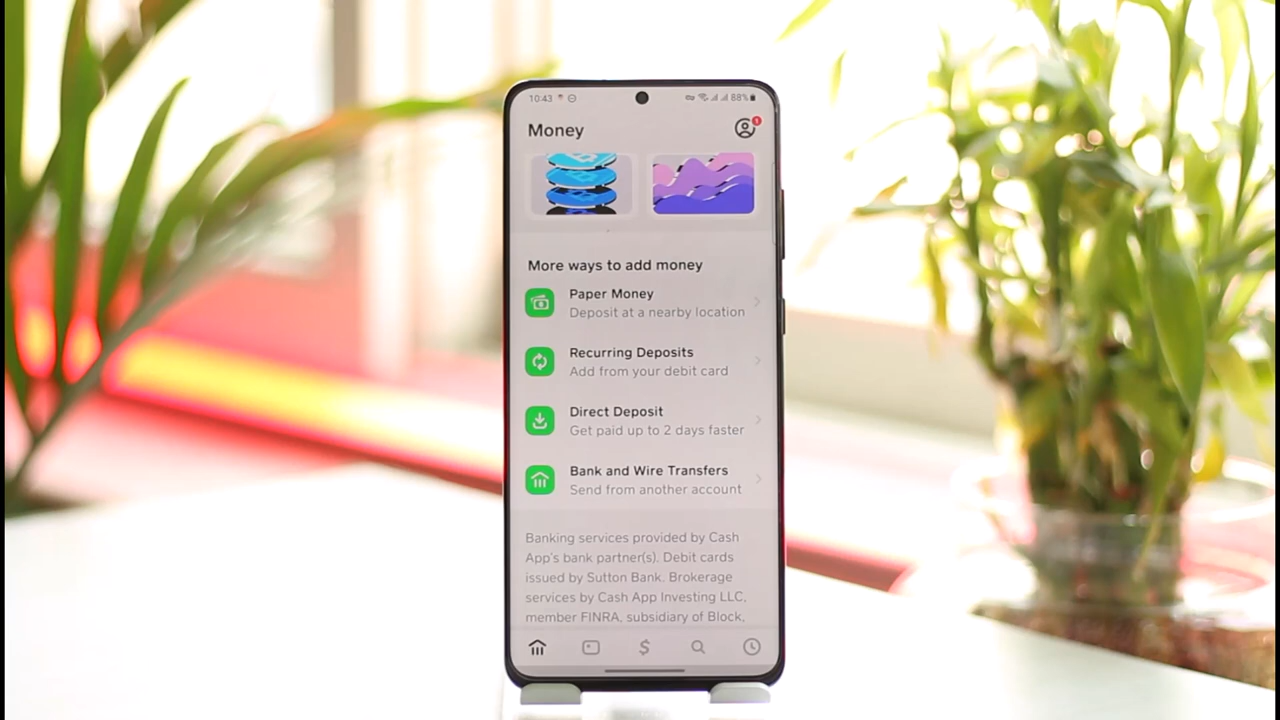 10:43
88%
Money
1
More ways to add money
Paper Money
Deposit at a nearby location
Recurring Deposits
Add from your debit card
Direct Deposit
Get paid up to 2 days faster
Bank and Wire Transfers
Send from another account
Banking services provided by Cash
App's bank partner(s). Debit cards
issued by Sutton Bank. Brokerage
services by Cash App Investing LLC,
member FINRA, subsidiary of Block,
$